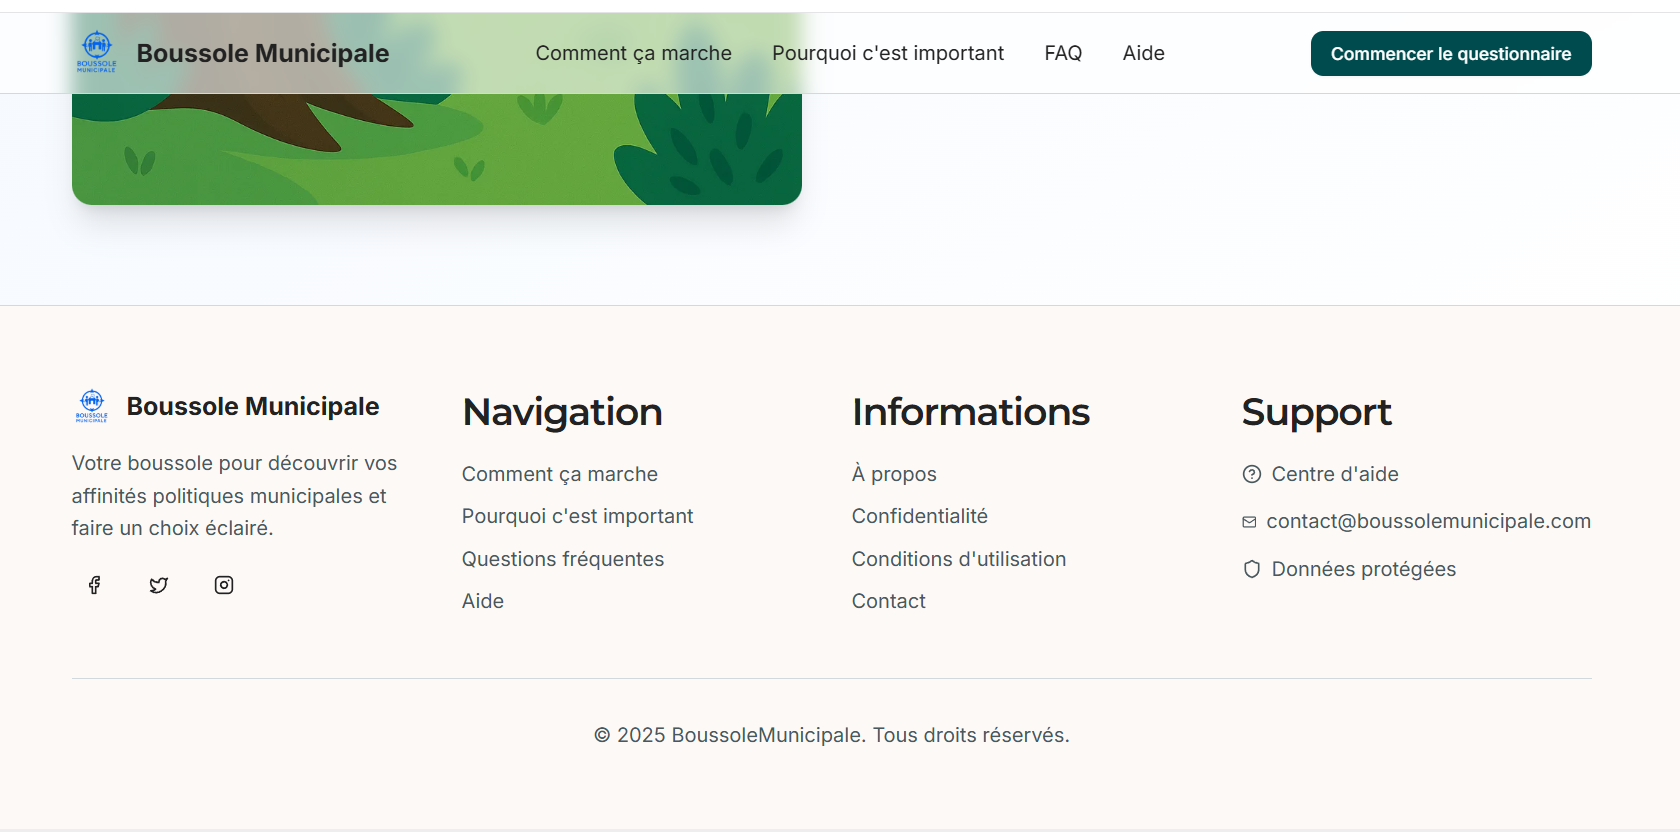 BOUSSOLE
MUNICIPALE
Boussole Municipale
Comment ça marche
Pourquoi c'est important
FAQ
Aide
Commencer le questionnaire
BOUSSOLE
MUNICIPALE
Boussole Municipale
Votre boussole pour découvrir vos
affinités politiques municipales et
faire un choix éclairé.
Navigation
Comment ça marche
Pourquoi c'est important
Questions fréquentes
Aide
Informations
À propos
Confidentialité
Conditions d'utilisation
Contact
Support
Centre d'aide
contact@boussolemunicipale.com
Données protégées
© 2025 BoussoleMunicipale. Tous droits réservés.